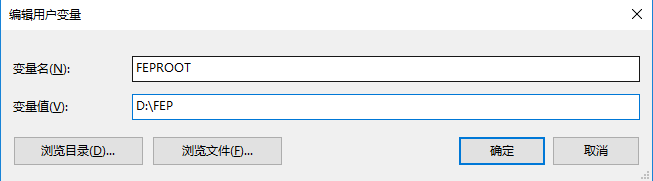 编辑用户变量
变量名(N): FEPROOT
变量值(V): D:\FEP
浏览目录(D)... 浏览文件(F)... 确定 取消